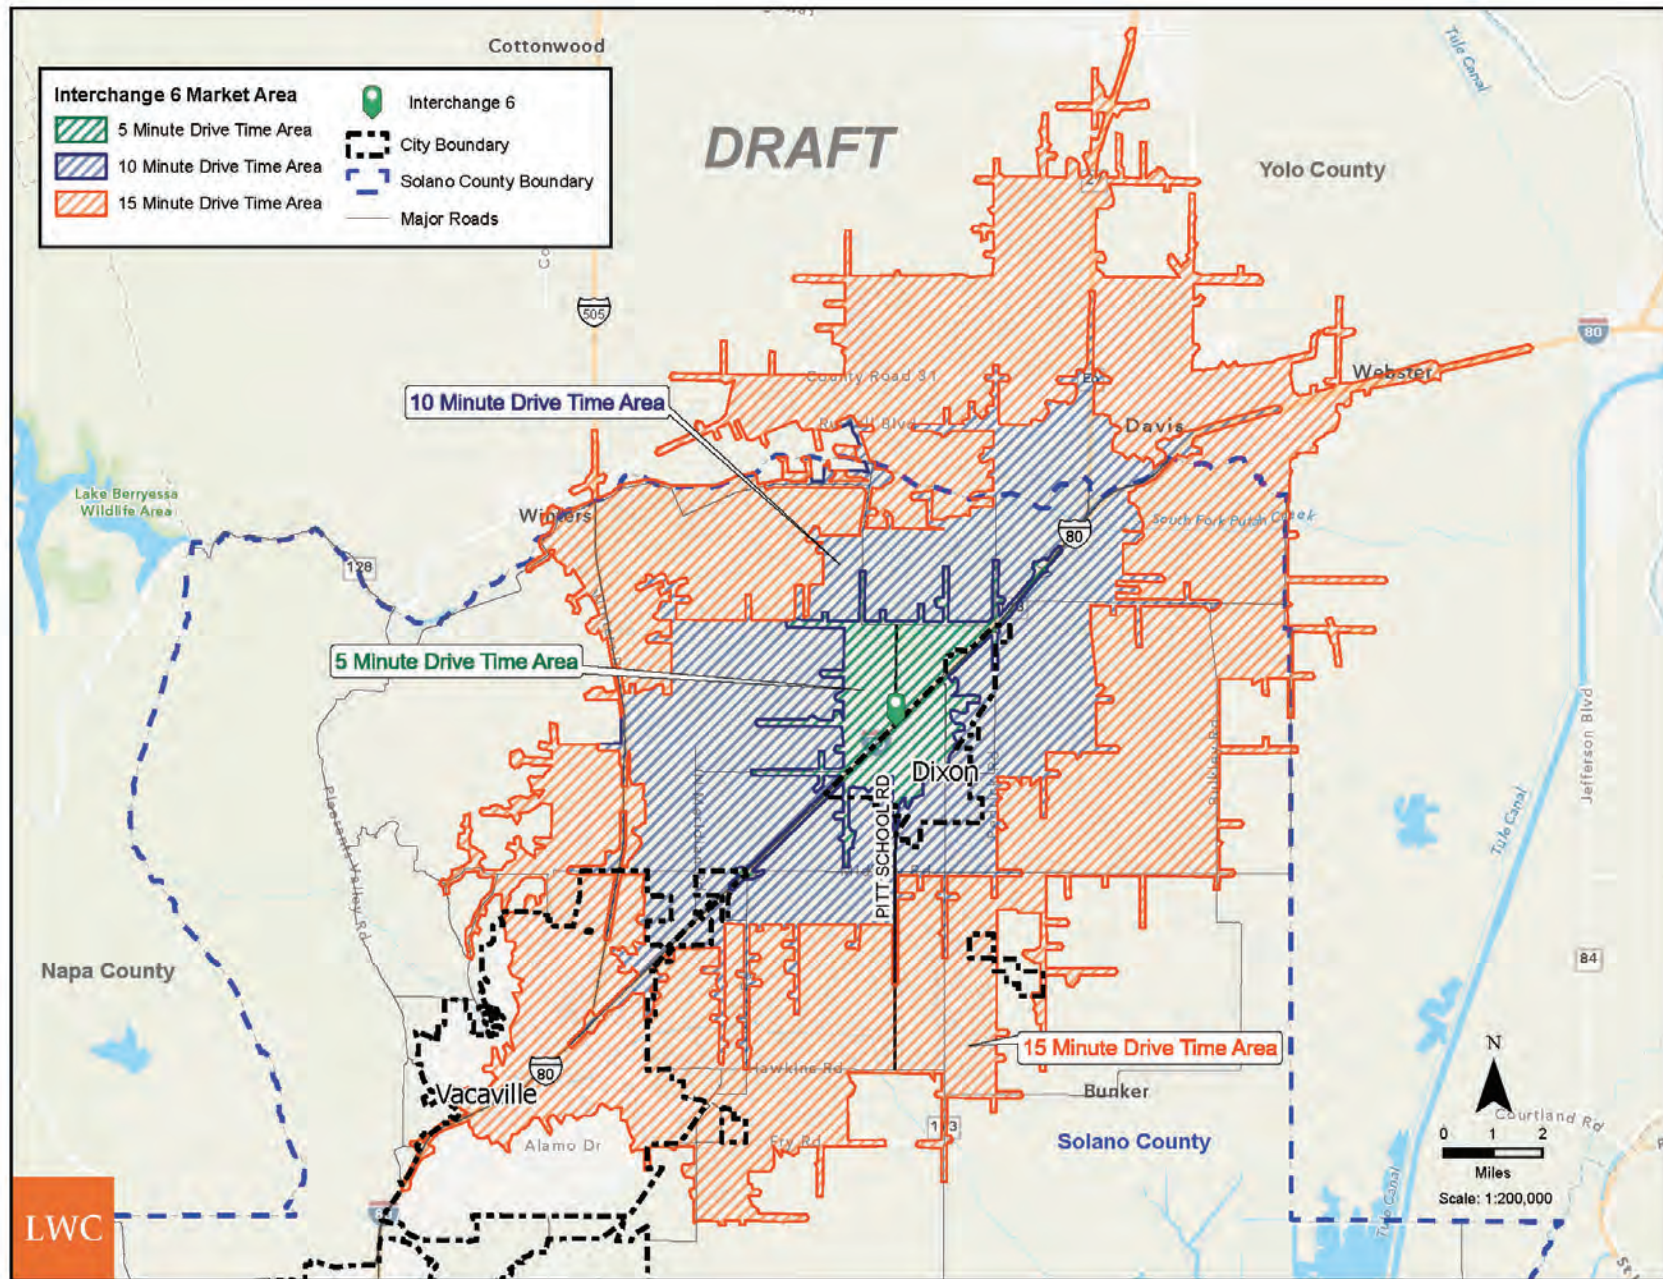 Cottonwood
Interchange 6 Market Area
5 Minute Drive Time Area
10 Minute Drive Time Area
15 Minute Drive Time Area
Interchange 6
City Boundary
Solano County Boundary
Major Roads
DRAFT
Yolo County
Tule Canal
505
80
County Road 31
Webster
10 Minute Drive Time Area
Davis
Lake Berryessa
Wildlife Area
Winters
South Fork Putah Creek
80
128
5 Minute Drive Time Area
Dixon
PITT SCHOOL RD
Pleasants Valley Rd
Jefferson Blvd
Tule Canal
Napa County
84
15 Minute Drive Time Area
Hawkins Rd
80
Vacaville
Bunker
N
Courtland Rd
Alamo Dr
Fry Rd
Solano County
0 1 2
Miles
Scale: 1:200,000
Tule Canal
LWC